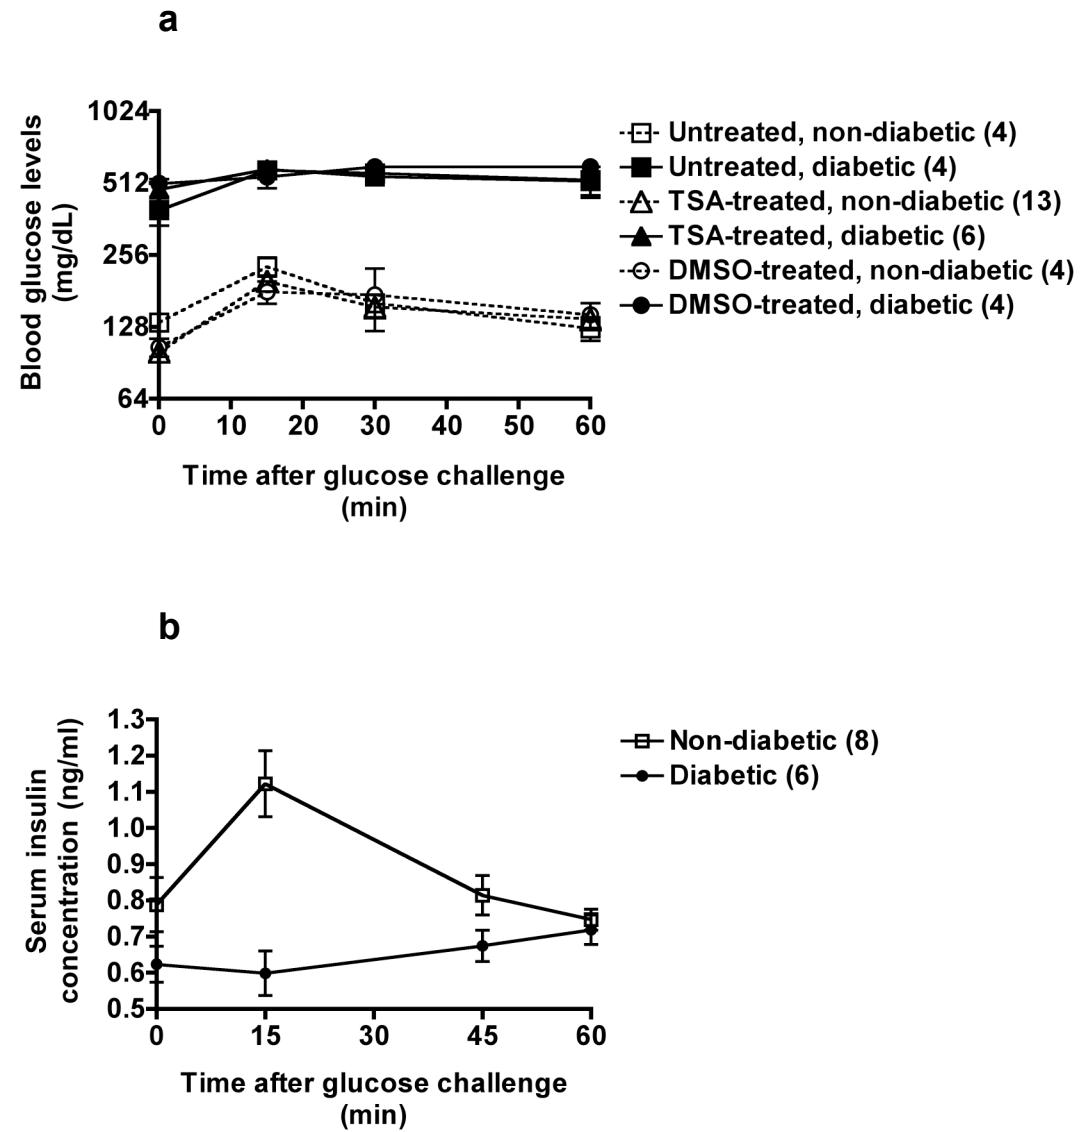 a
1024
512
256
128
64
Blood glucose levels
(mg/dL)
0 10 20 30 40 50 60
Time after glucose challenge
(min)
Untreated, non-diabetic (4)
Untreated, diabetic (4)
TSA-treated, non-diabetic (13)
TSA-treated, diabetic (6)
DMSO-treated, non-diabetic (4)
DMSO-treated, diabetic (4)
b
1.3
1.2
1.1
1.0
0.9
0.8
0.7
0.6
0.5
Serum insulin
concentration (ng/ml)
0 15 30 45 60
Time after glucose challenge
(min)
Non-diabetic (8)
Diabetic (6)